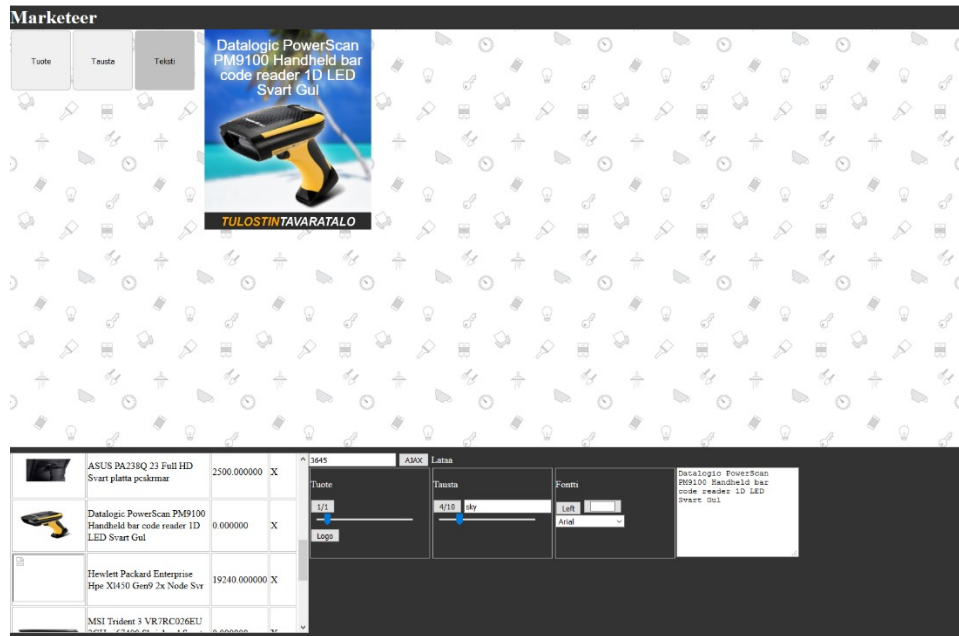 Marketeer
Tuote
Tausta
Teksti
Datalogic PowerScan
PM9100 Handheld bar
code reader 1D LED
Svart Gul
TULOSTINTAVARATALO
ASUS PA238Q 23 Full HD
Svart platta pcskrmar
2500.000000
X
Datalogic PowerScan PM9100
Handheld bar code reader 1D
LED Svart Gul
0.000000
X
Hewlett Packard Enterprise
Hpe Xl450 Gen9 2x Node Svr
19240.000000
X
MSI Trident 3 VR7RC026EU
3645
AJAX
Lataa
Tuote
1/1
Logo
Tausta
4/10
sky
Fontti
Left
Arial
Datalogic PowerScan
PM9100 Handheld bar
code reader 1D LED
Svart Gul